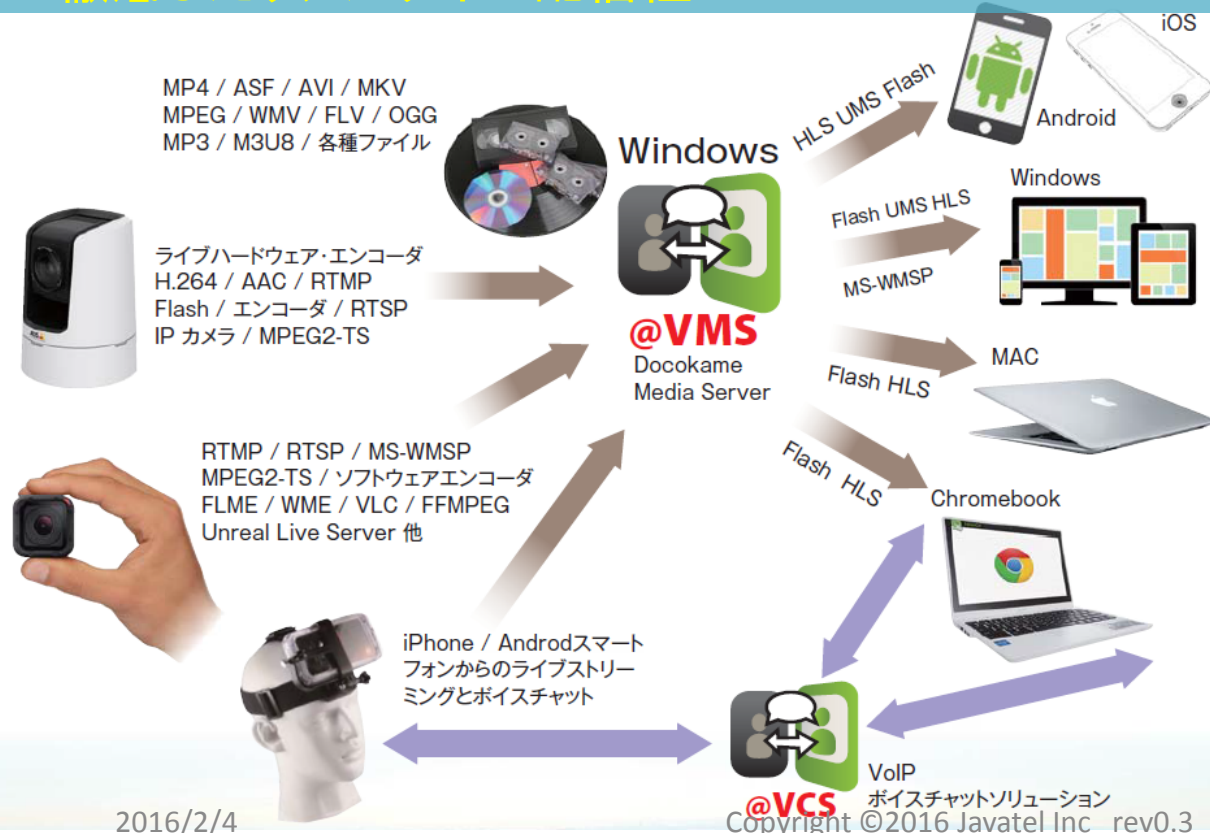 iOS
MP4 / ASF / AVI / MKV
MPEG / WMV / FLV / OGG
MP3 / M3U8 / 各種ファイル
HLS UMS Flash
Android
Windows
Windows
Flash UMS HLS
MS-WMSP
ライブハードウェア・エンコーダ
H.264 / AAC / RTMP
Flash / エンコーダ / RTSP
IP カメラ / MPEG2-TS
@VMS
Docokame
Media Server
MAC
Flash HLS
Flash HLS
RTMP / RTSP / MS-WMSP
MPEG2-TS / ソフトウェアエンコーダ
FLME / WME / VLC / FFMPEG
Unreal Live Server 他
Chromebook
iPhone / Androdスマート
フォンからのライブストリー
ミングとボイスチャット
@VCS
VoIP
ボイスチャットソリューション
2016/2/4
Copyright ©2016 Javatel Inc rev0.3